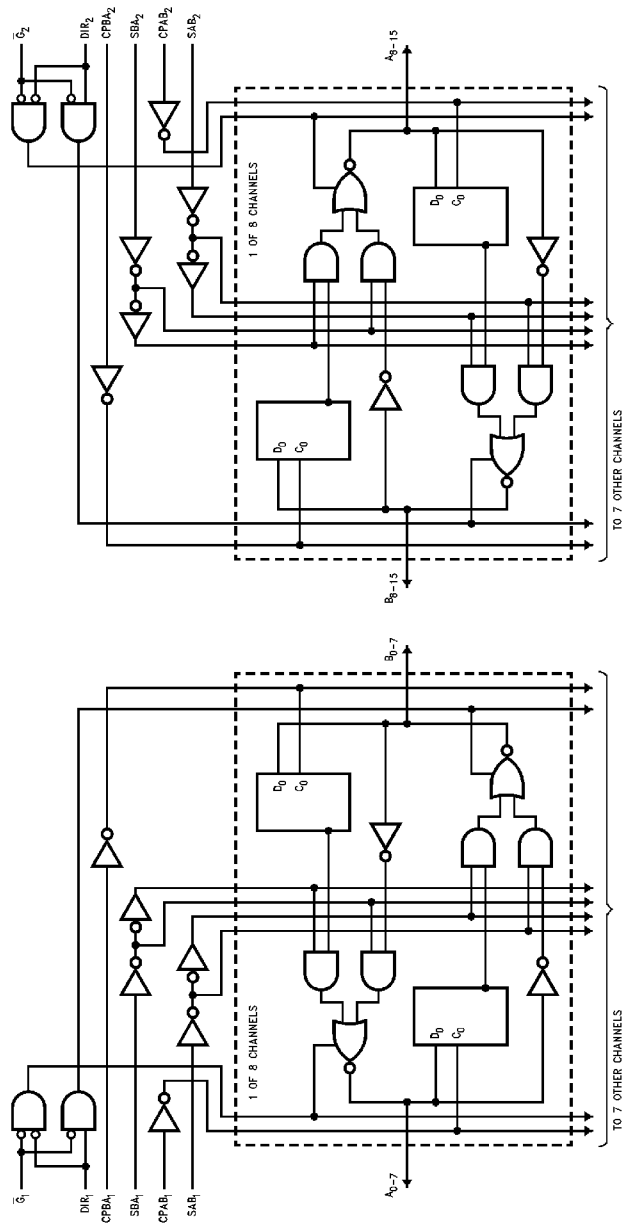 G̅₁
DIR₁
CPBA₁
SBA₁
CPAB₁
SAB₁
1 OF 8 CHANNELS
D₀
C₀
D₀
C₀
A₀₋₇
B₀₋₇
TO 7 OTHER CHANNELS
G̅₂
DIR₂
CPBA₂
SBA₂
CPAB₂
SAB₂
1 OF 8 CHANNELS
D₀
C₀
D₀
C₀
B₈₋₁₅
A₈₋₁₅
TO 7 OTHER CHANNELS